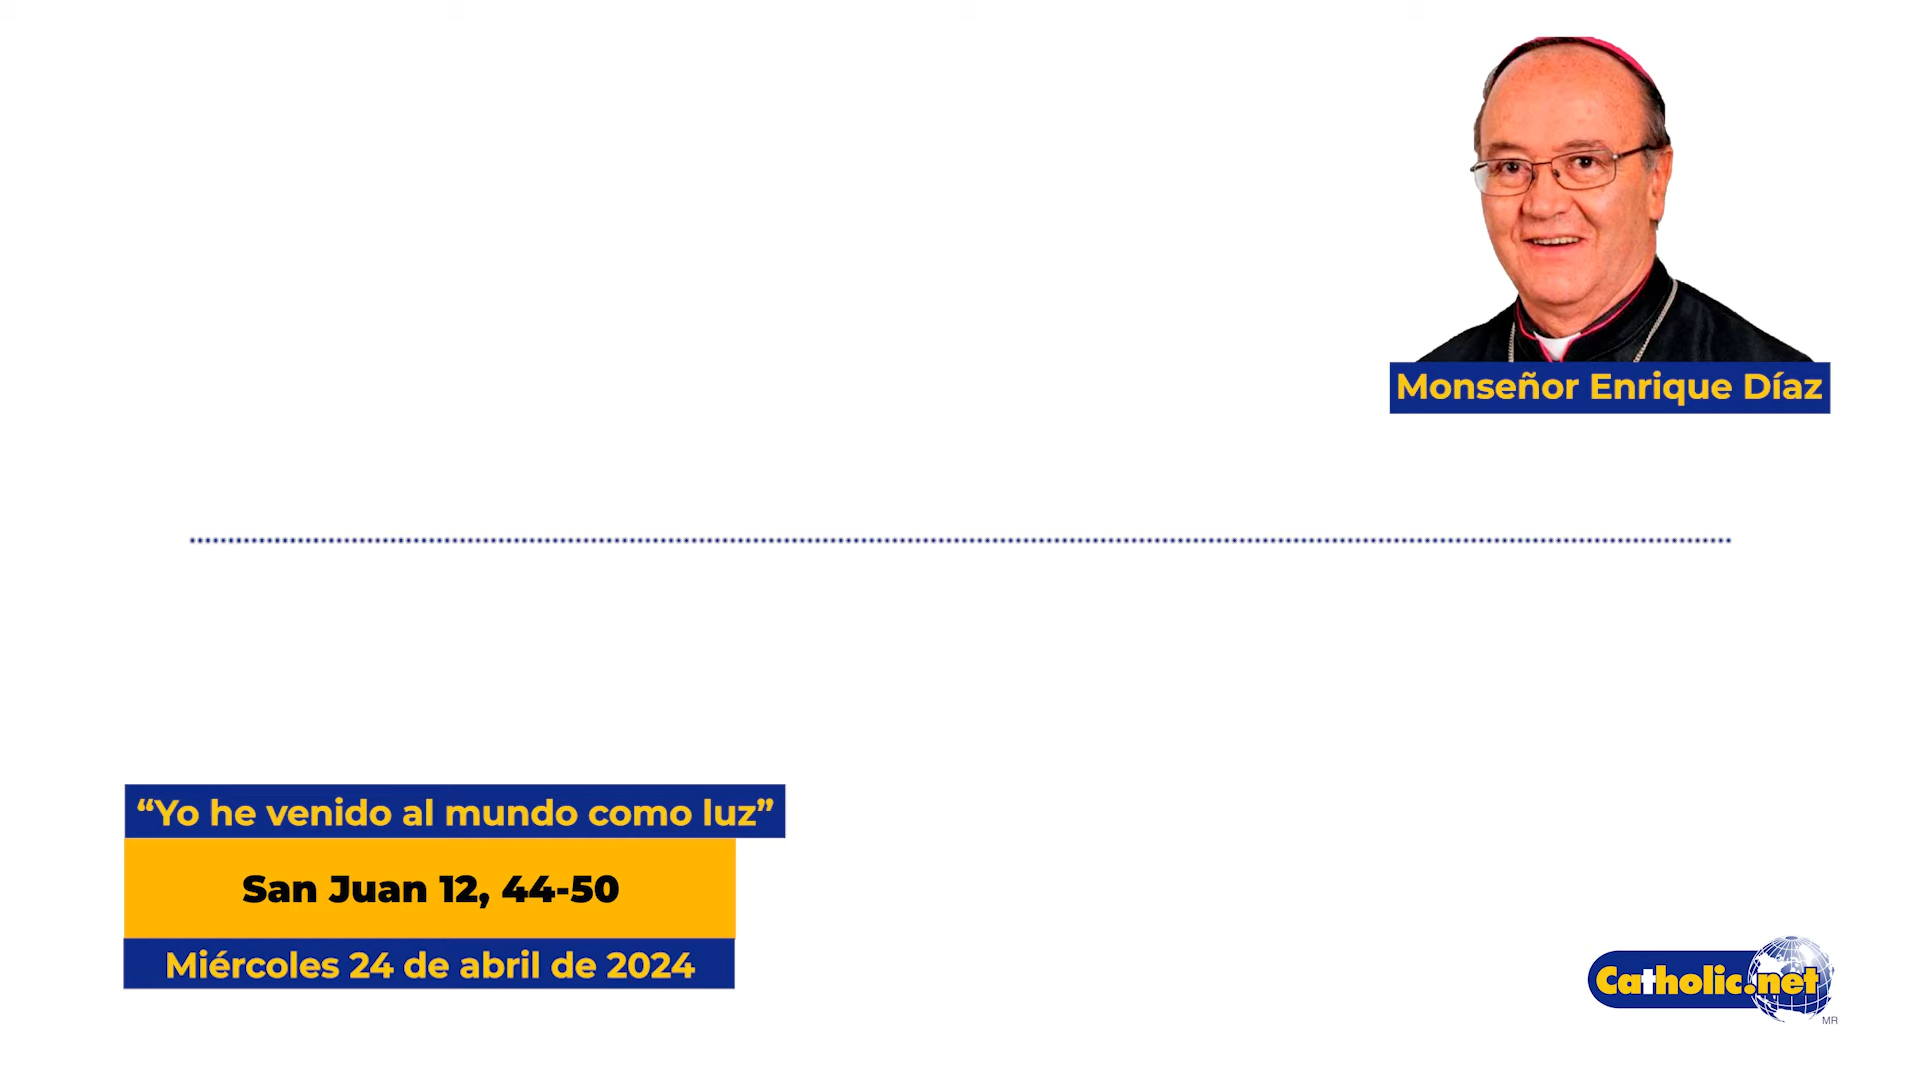 Monseñor Enrique Díaz
“Yo he venido al mundo como luz”
San Juan 12, 44-50
Miércoles 24 de abril de 2024
Catholic.net
MR